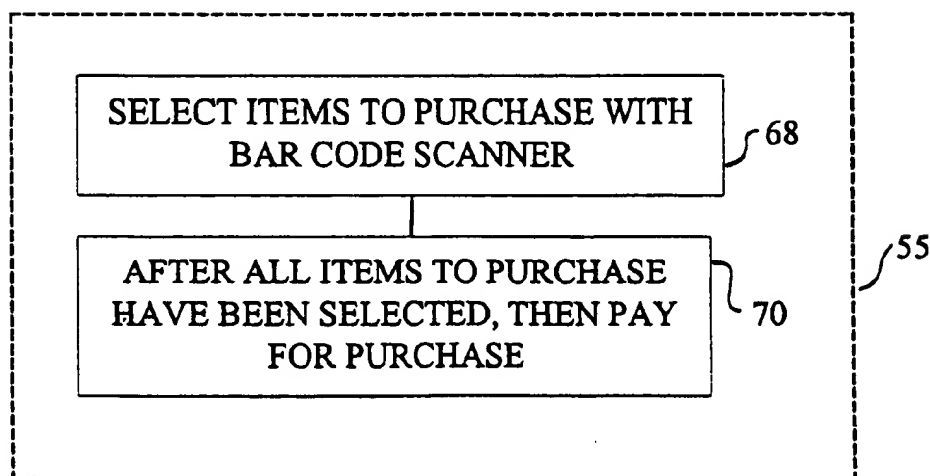 SELECT ITEMS TO PURCHASE WITH
BAR CODE SCANNER
68
AFTER ALL ITEMS TO PURCHASE
HAVE BEEN SELECTED, THEN PAY
FOR PURCHASE
70
55